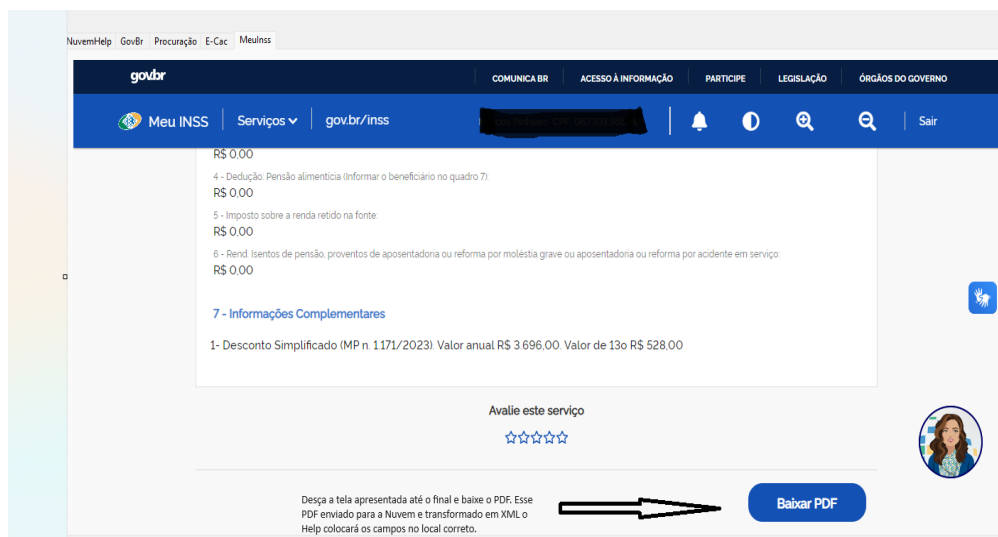 NuvemHelp GovBr Procuração E-Cac MeuInss
gov.br COMUNICA BR ACESSO À INFORMAÇÃO PARTICIPE LEGISLAÇÃO ÓRGÃOS DO GOVERNO
Meu INSS Serviços gov.br/inss Sair
R$ 0,00
4 - Dedução: Pensão alimentícia (Informar o beneficiário no quadro 7):
R$ 0,00
5 - Imposto sobre a renda retido na fonte:
R$ 0,00
6 - Rend. Isentos de pensão, proventos de aposentadoria ou reforma por moléstia grave ou aposentadoria ou reforma por acidente em serviço:
R$ 0,00
7 - Informações Complementares
1- Desconto Simplificado (MP n. 1.171/2023). Valor anual R$ 3.696,00. Valor de 13o R$ 528,00
Avalie este serviço
Desça a tela apresentada até o final e baixe o PDF. Esse
PDF enviado para a Nuvem e transformado em XML o
Help colocará os campos no local correto.
Baixar PDF